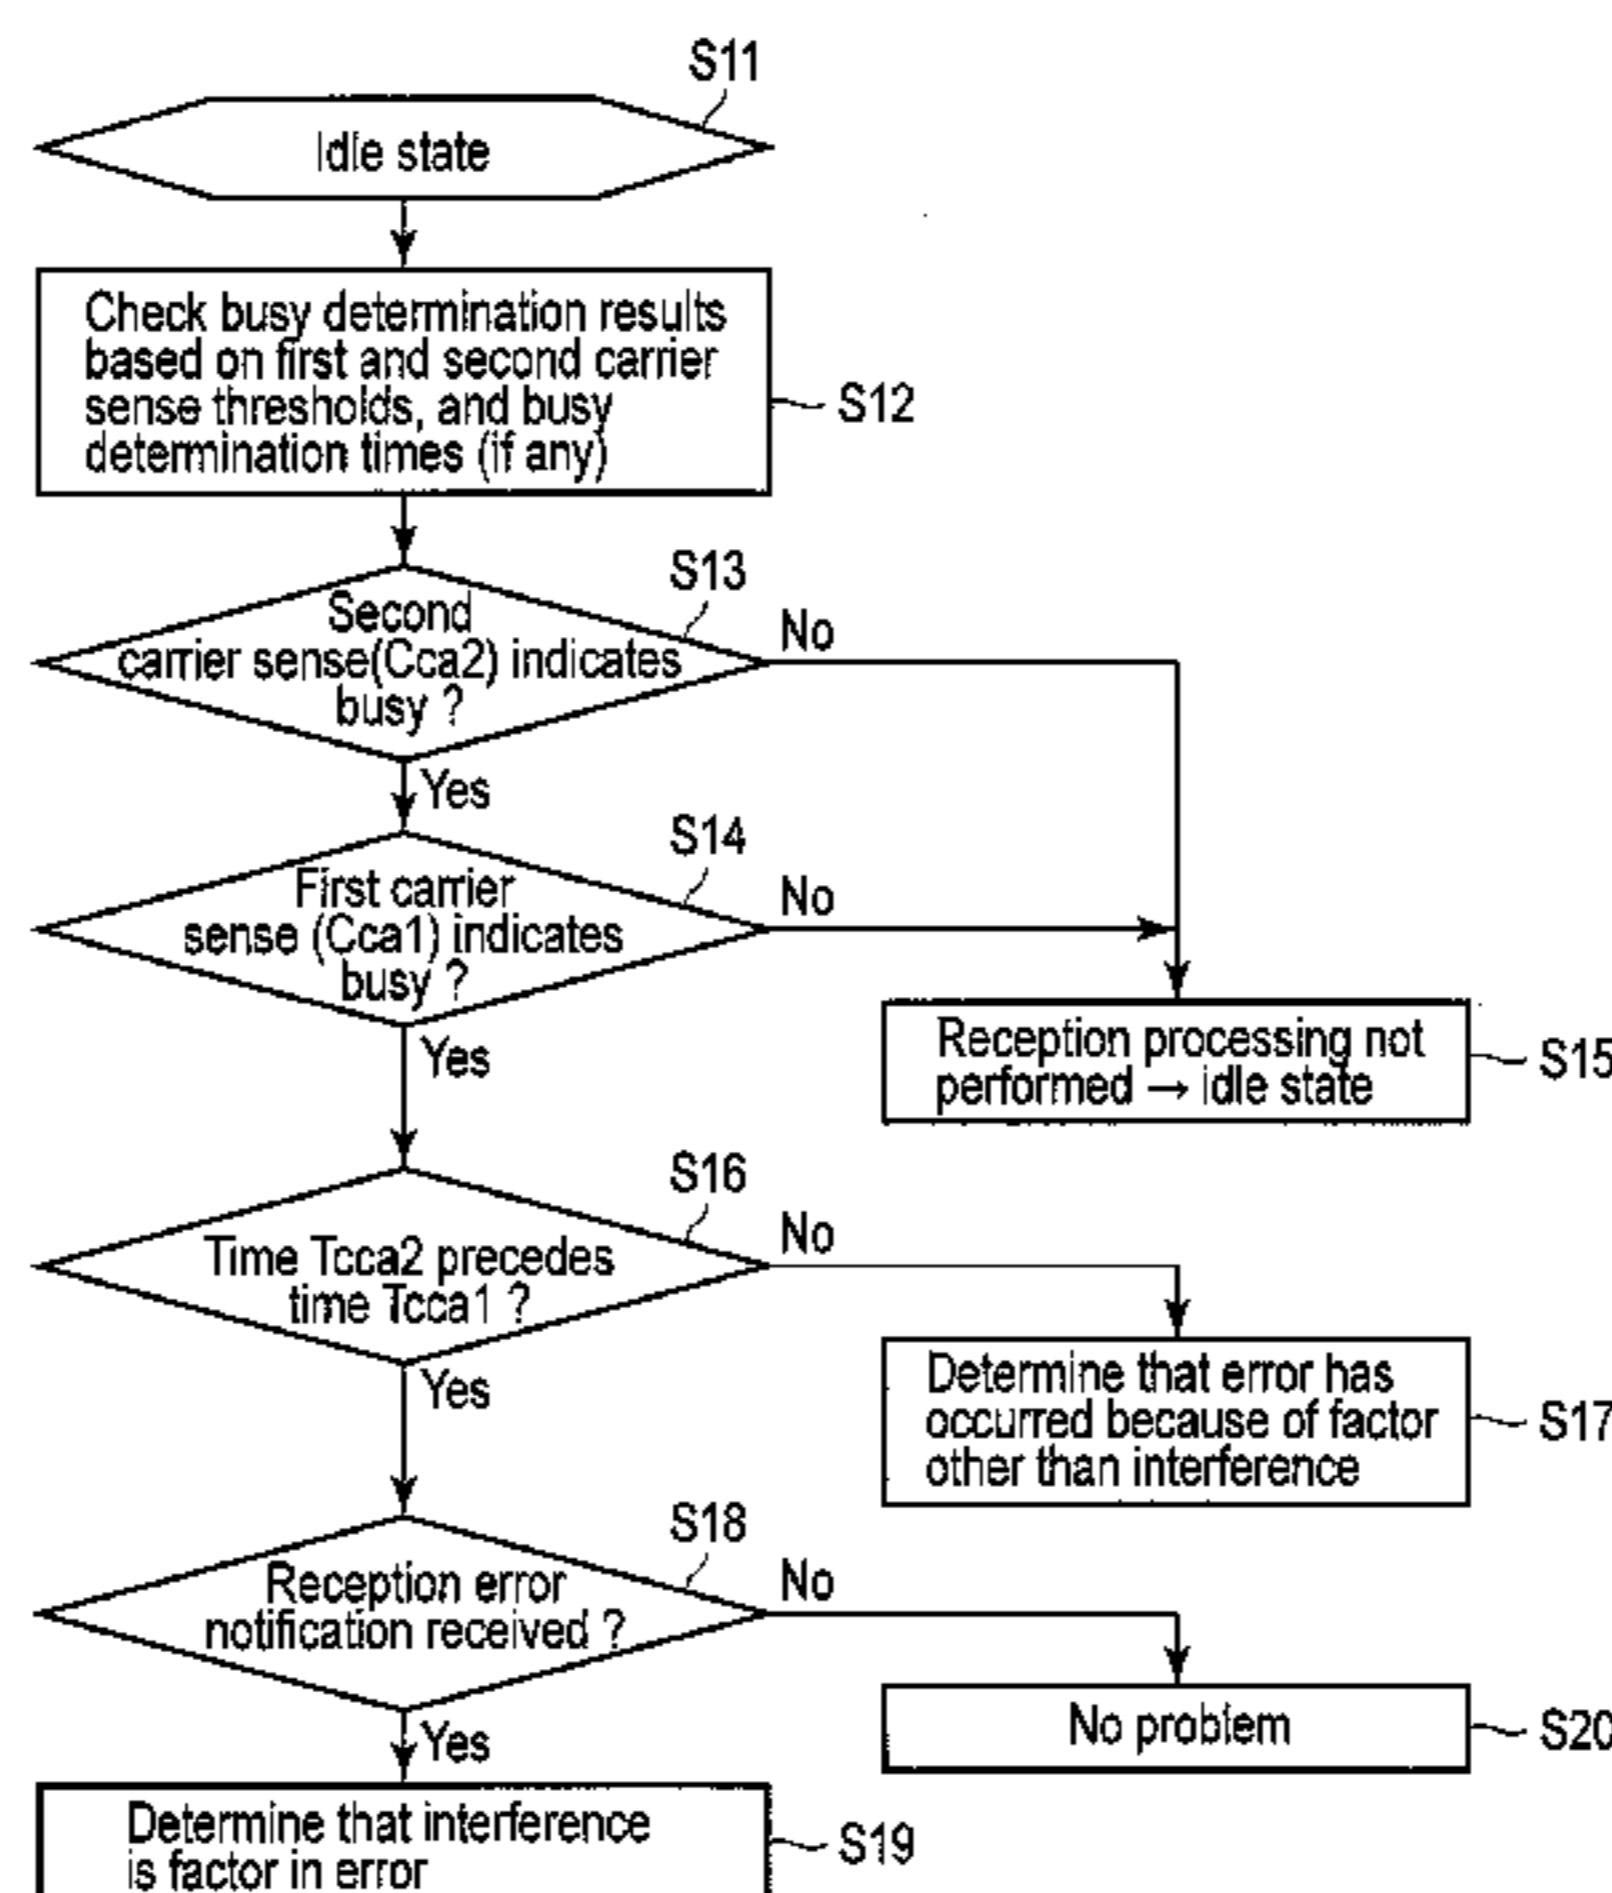 S11
Idle state
Check busy determination results
based on first and second carrier
sense thresholds, and busy
determination times (if any)
S12
S13
Second
carrier sense(Cca2) indicates
busy ?
No
Yes
S14
First carrier
sense (Cca1) indicates
busy ?
No
Yes
Reception processing not
performed → idle state
S15
S16
Time Tcca2 precedes
time Tcca1 ?
No
Yes
Determine that error has
occurred because of factor
other than interference
S17
S18
Reception error
notification received ?
No
Yes
No problem
S20
Determine that interference
is factor in error
S19